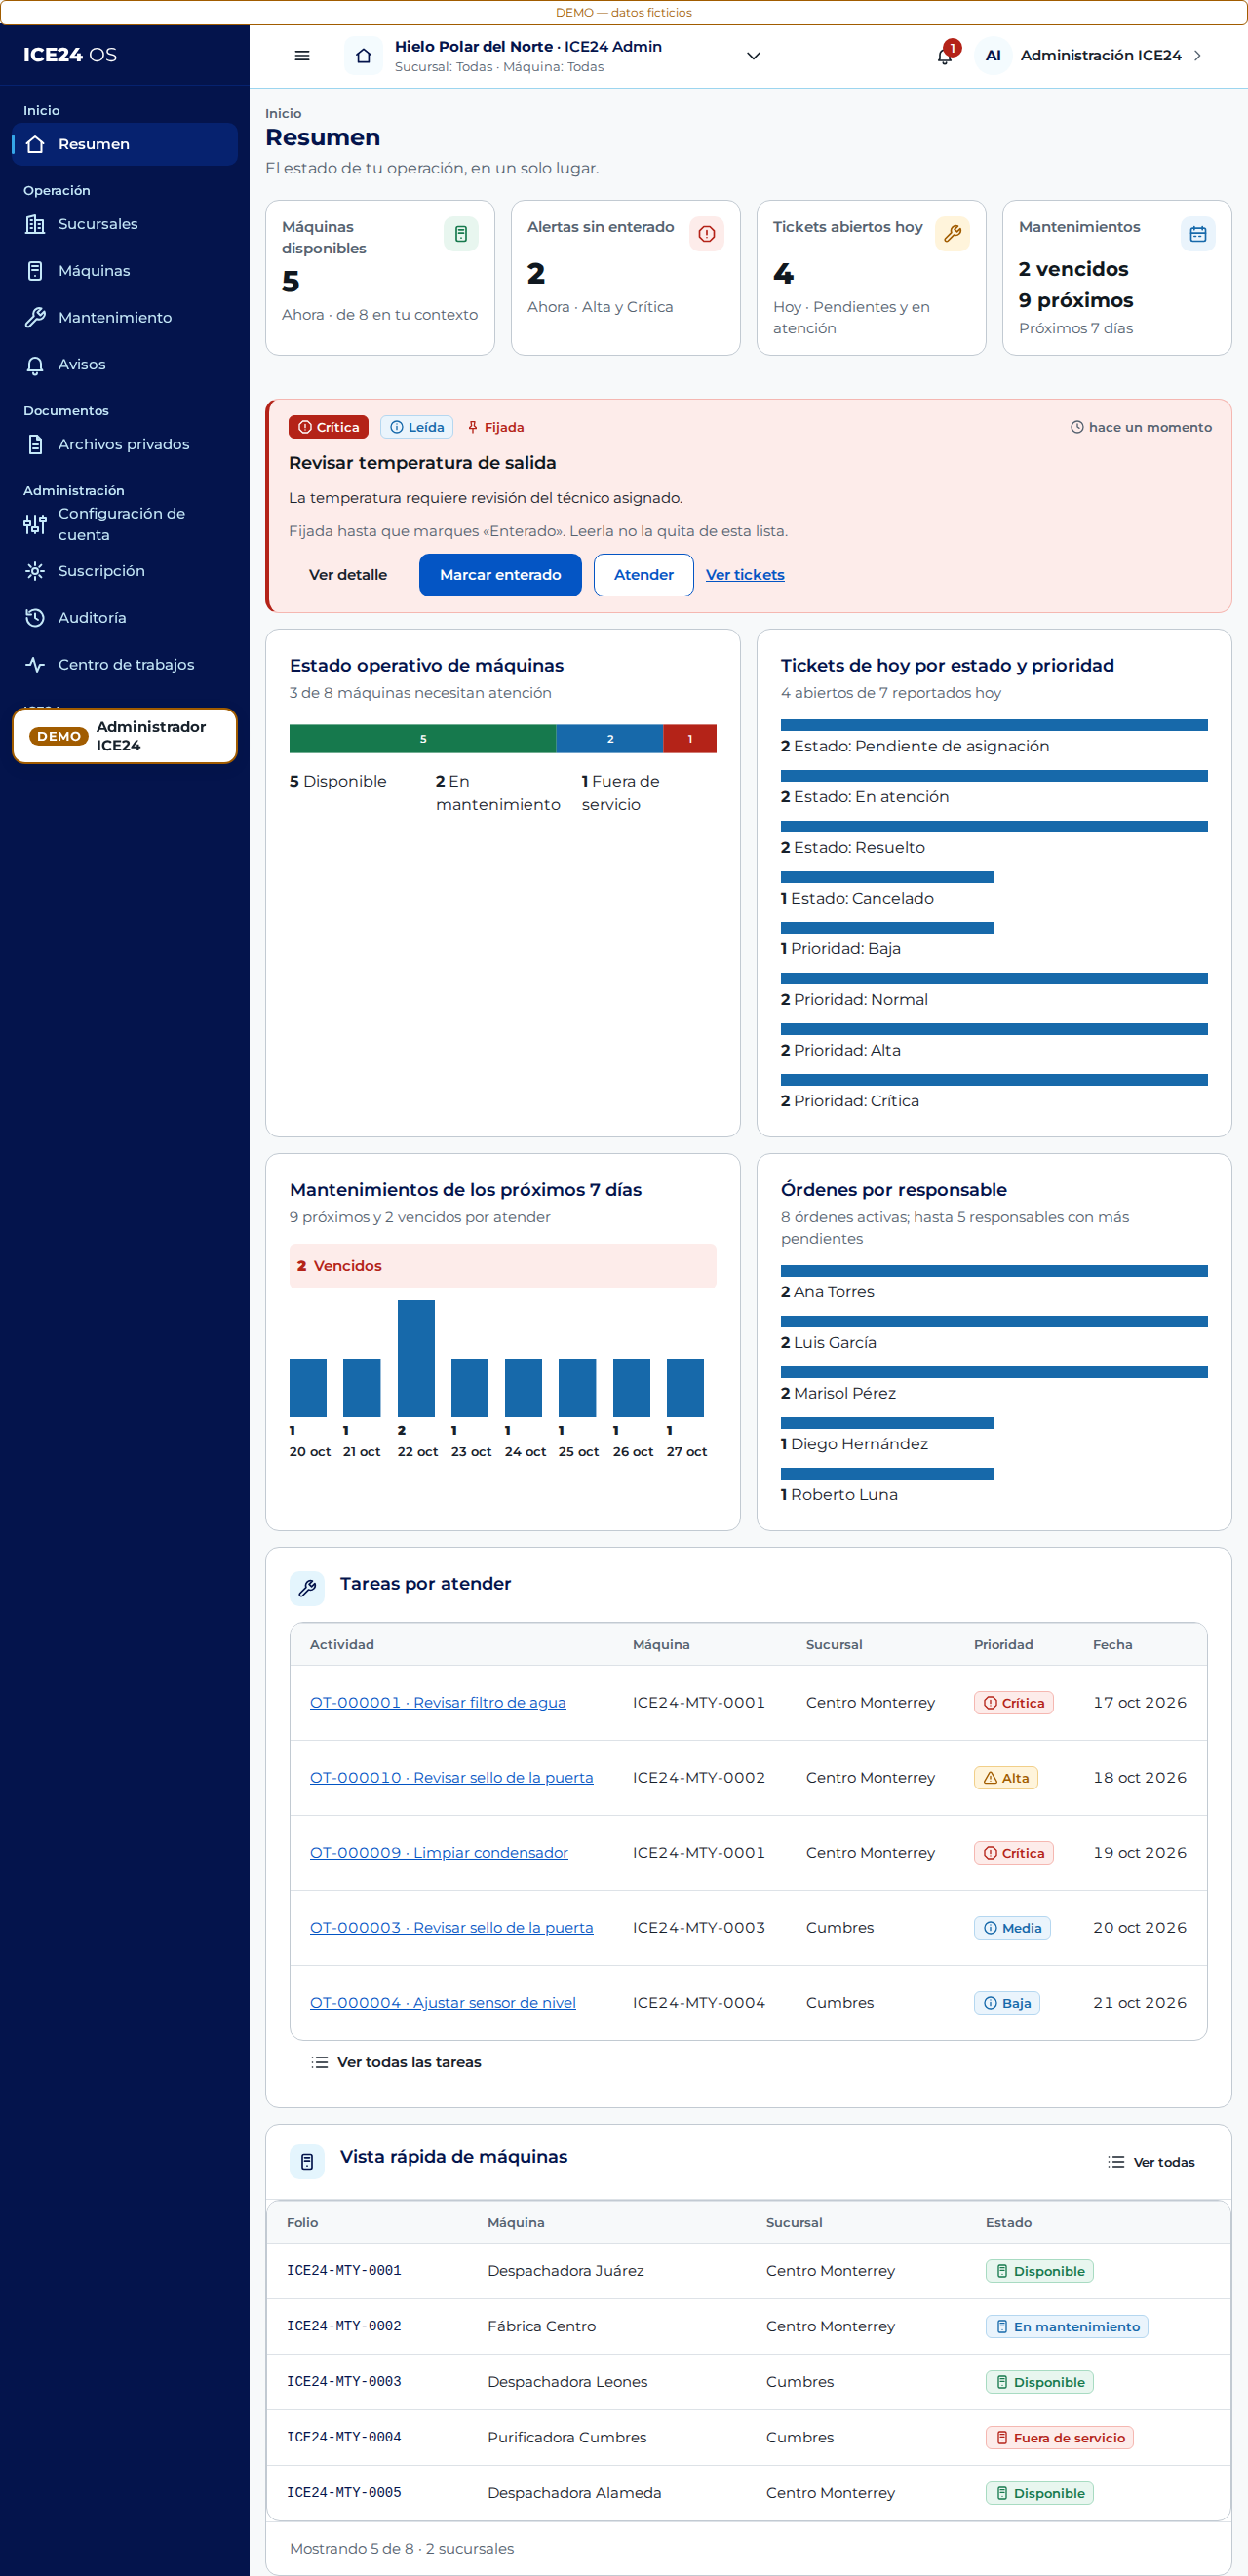 DEMO — datos ficticios
ICE24 OS
Inicio
Resumen
Operación
Sucursales
Máquinas
Mantenimiento
Avisos
Documentos
Archivos privados
Administración
Configuración de
cuenta
Suscripción
Auditoría
Centro de trabajos
DEMO Administrador
ICE24
Hielo Polar del Norte · ICE24 Admin
Sucursal: Todas · Máquina: Todas
1
AI Administración ICE24
Inicio
Resumen
El estado de tu operación, en un solo lugar.
Máquinas
disponibles
5
Ahora · de 8 en tu contexto
Alertas sin enterado
2
Ahora · Alta y Crítica
Tickets abiertos hoy
4
Hoy · Pendientes y en
atención
Mantenimientos
2 vencidos
9 próximos
Próximos 7 días
Crítica Leída Fijada hace un momento
Revisar temperatura de salida
La temperatura requiere revisión del técnico asignado.
Fijada hasta que marques «Enterado». Leerla no la quita de esta lista.
Ver detalle Marcar enterado Atender Ver tickets
Estado operativo de máquinas
3 de 8 máquinas necesitan atención
5 2 1
5 Disponible 2 En mantenimiento 1 Fuera de servicio
Tickets de hoy por estado y prioridad
4 abiertos de 7 reportados hoy
2 Estado: Pendiente de asignación
2 Estado: En atención
2 Estado: Resuelto
1 Estado: Cancelado
1 Prioridad: Baja
2 Prioridad: Normal
2 Prioridad: Alta
2 Prioridad: Crítica
Mantenimientos de los próximos 7 días
9 próximos y 2 vencidos por atender
2 Vencidos
1 1 2 1 1 1 1 1
20 oct 21 oct 22 oct 23 oct 24 oct 25 oct 26 oct 27 oct
Órdenes por responsable
8 órdenes activas; hasta 5 responsables con más
pendientes
2 Ana Torres
2 Luis García
2 Marisol Pérez
1 Diego Hernández
1 Roberto Luna
Tareas por atender
Actividad Máquina Sucursal Prioridad Fecha
OT-000001 · Revisar filtro de agua ICE24-MTY-0001 Centro Monterrey Crítica 17 oct 2026
OT-000010 · Revisar sello de la puerta ICE24-MTY-0002 Centro Monterrey Alta 18 oct 2026
OT-000009 · Limpiar condensador ICE24-MTY-0001 Centro Monterrey Crítica 19 oct 2026
OT-000003 · Revisar sello de la puerta ICE24-MTY-0003 Cumbres Media 20 oct 2026
OT-000004 · Ajustar sensor de nivel ICE24-MTY-0004 Cumbres Baja 21 oct 2026
Ver todas las tareas
Vista rápida de máquinas Ver todas
Folio Máquina Sucursal Estado
ICE24-MTY-0001 Despachadora Juárez Centro Monterrey Disponible
ICE24-MTY-0002 Fábrica Centro Centro Monterrey En mantenimiento
ICE24-MTY-0003 Despachadora Leones Cumbres Disponible
ICE24-MTY-0004 Purificadora Cumbres Cumbres Fuera de servicio
ICE24-MTY-0005 Despachadora Alameda Centro Monterrey Disponible
Mostrando 5 de 8 · 2 sucursales